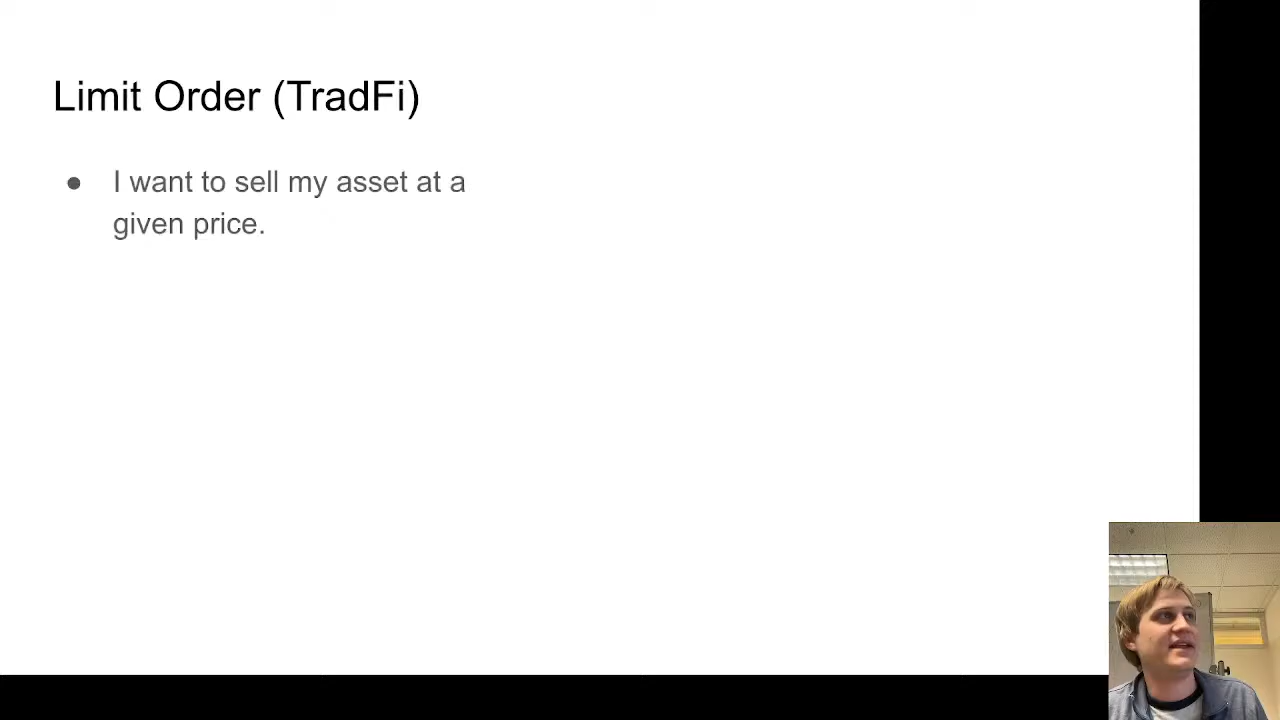 Limit Order (TradFi)
● I want to sell my asset at a
given price.